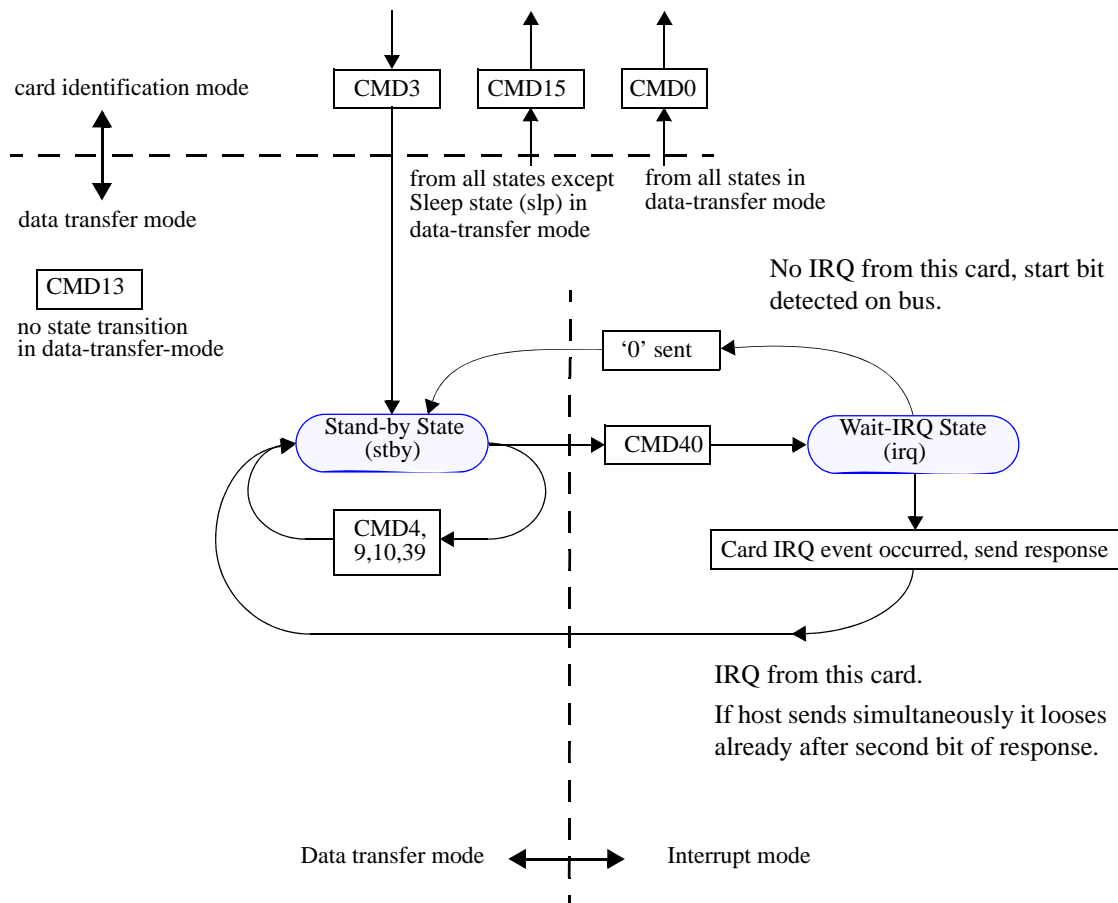 CMD3
CMD15
CMD0
card identification mode
from all states except
Sleep state (slp) in
data-transfer mode
from all states in
data-transfer mode
data transfer mode
CMD13
no state transition
in data-transfer-mode
No IRQ from this card, start bit
detected on bus.
‘0’ sent
Stand-by State
(stby)
CMD40
Wait-IRQ State
(irq)
CMD4,
9,10,39
Card IRQ event occurred, send response
IRQ from this card.
If host sends simultaneously it looses
already after second bit of response.
Data transfer mode
Interrupt mode